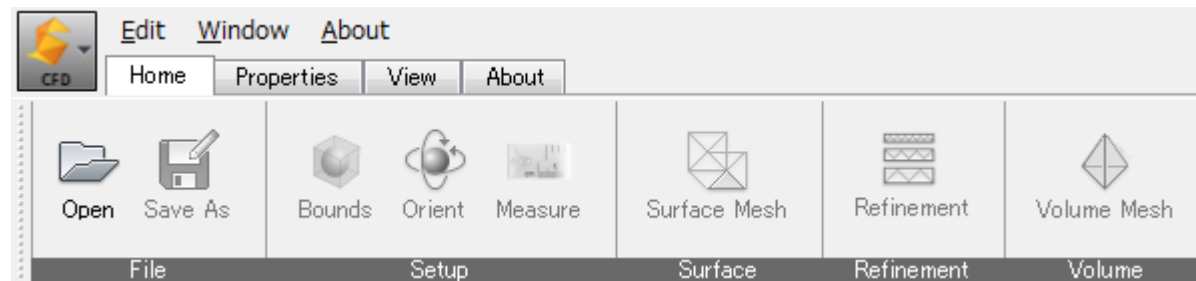 Edit Window About
CFD
Home Properties View About
Open Save As Bounds Orient Measure Surface Mesh Refinement Volume Mesh
File Setup Surface Refinement Volume